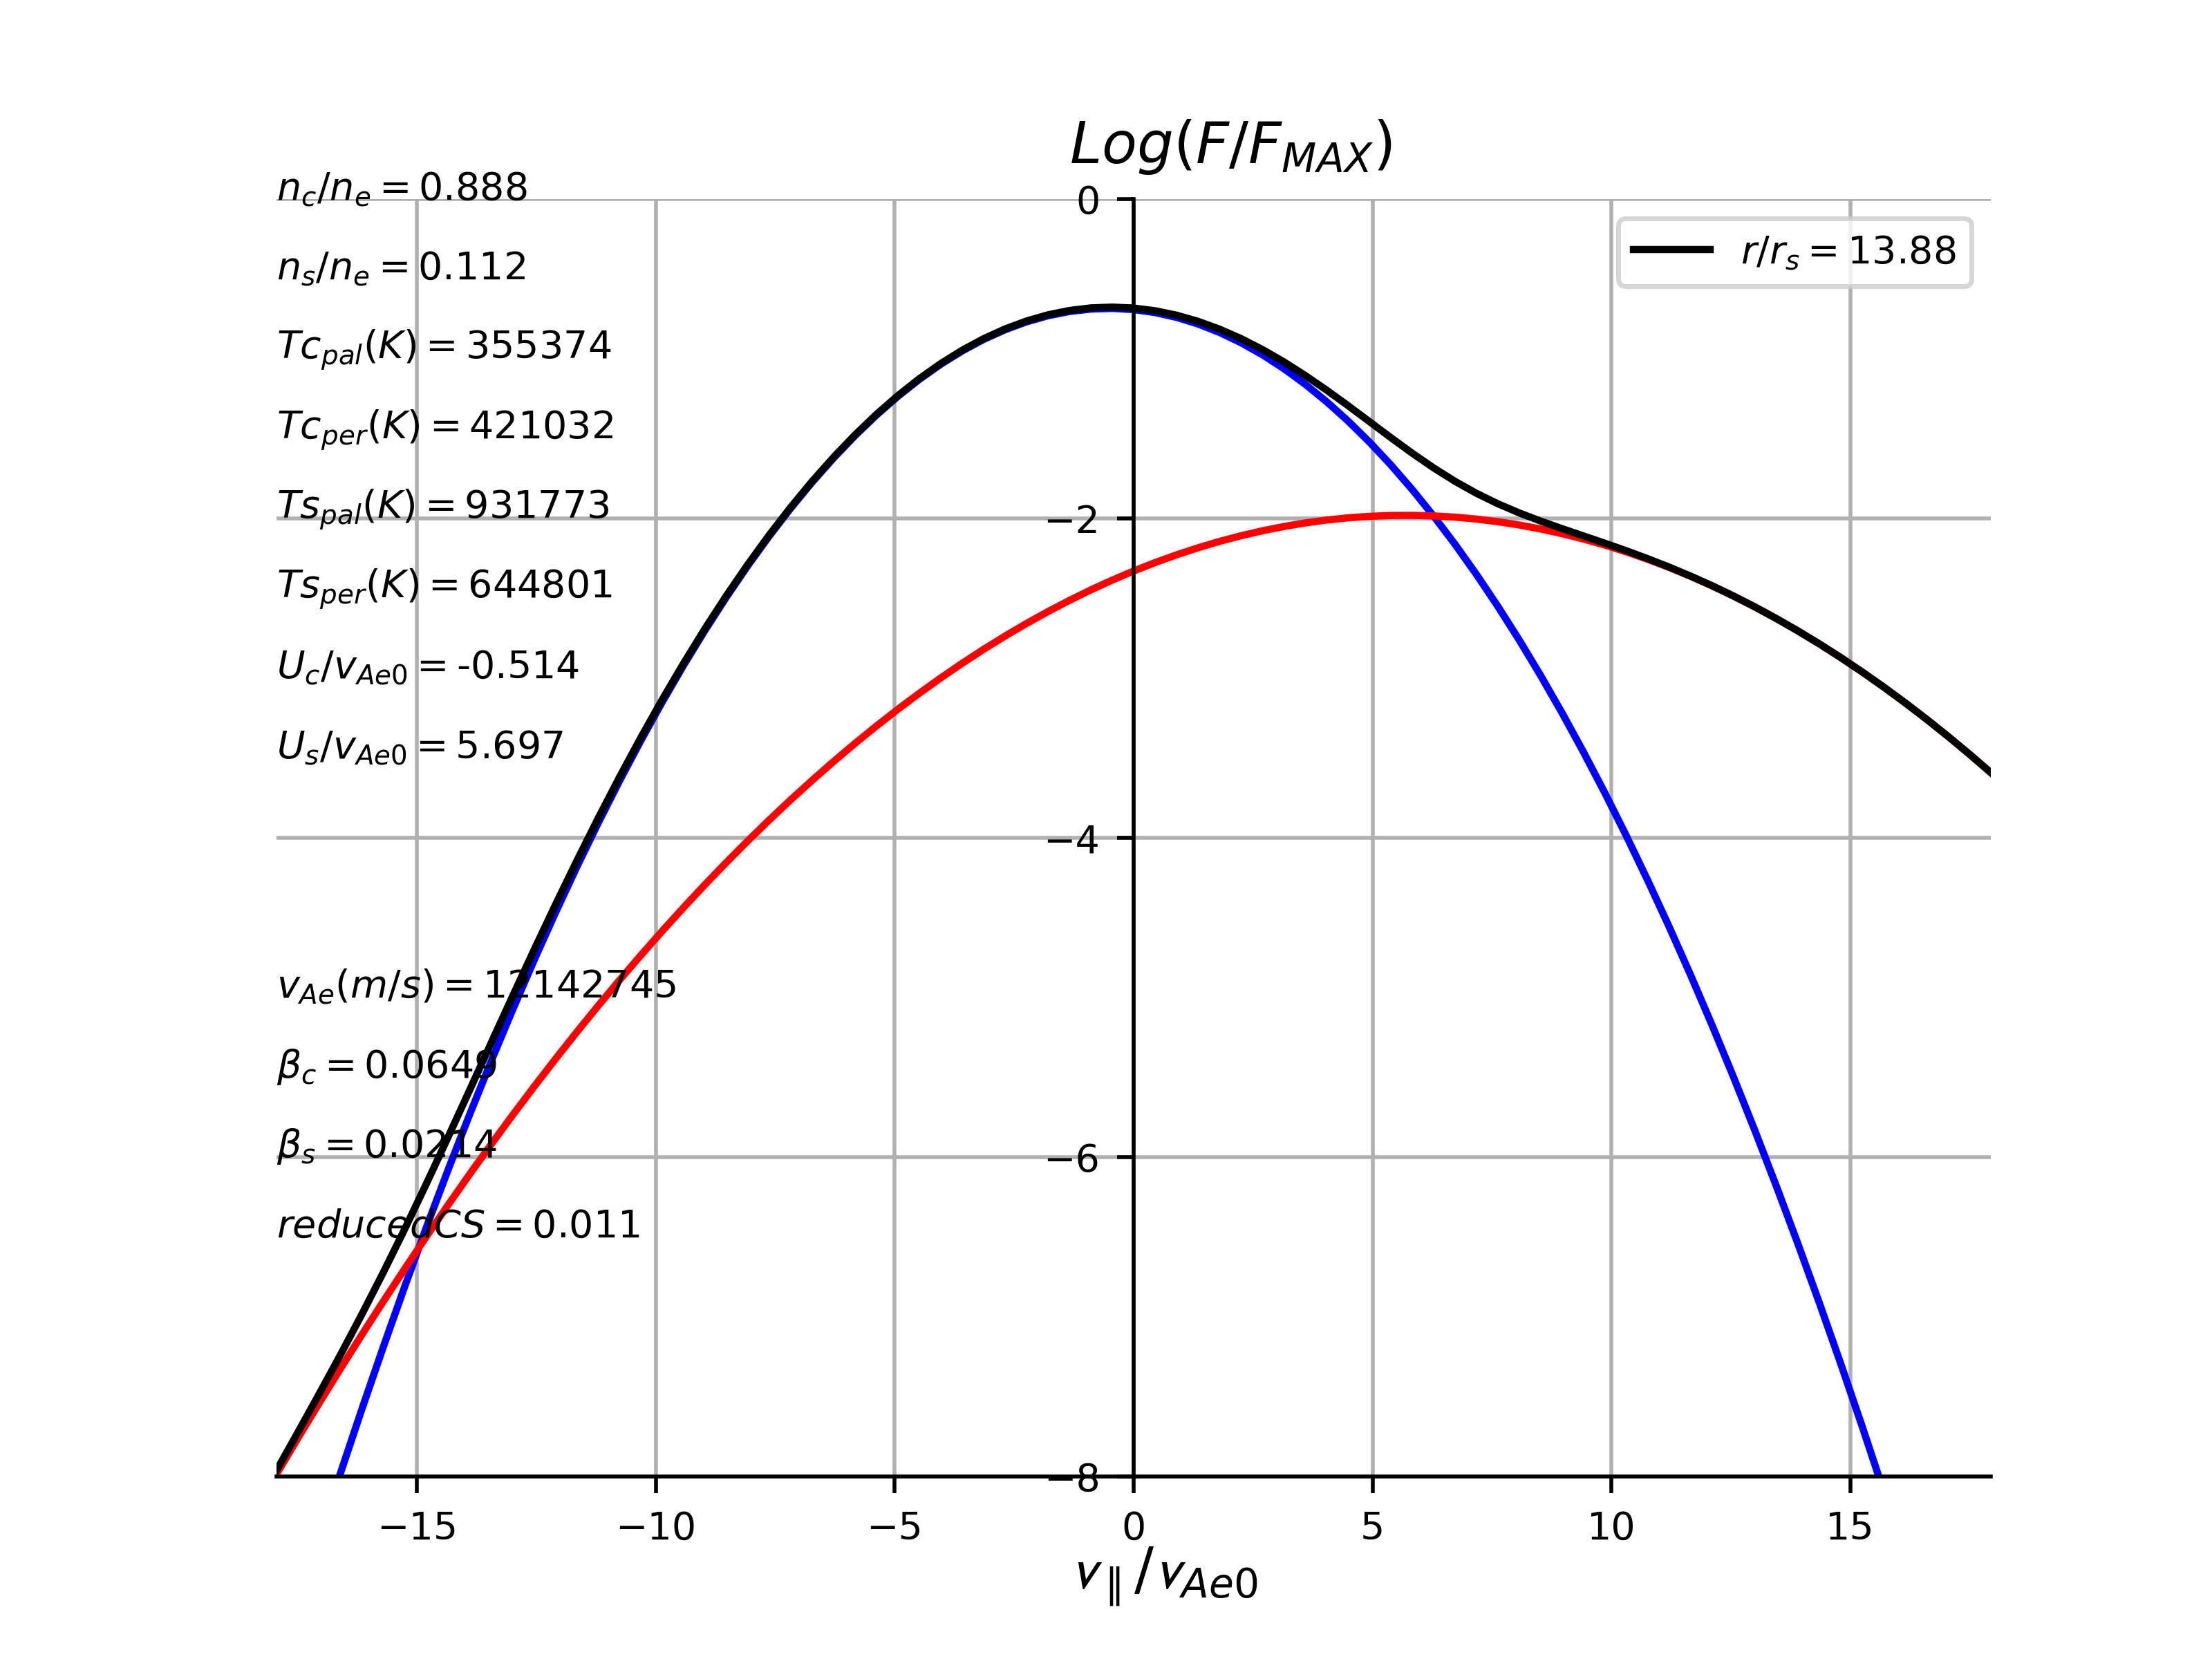 Log(F/F_MAX)
n_c/n_e = 0.888
0
r/r_s = 13.88
n_s/n_e = 0.112
Tc_pal(K) = 355374
Tc_per(K) = 421032
Ts_pal(K) = 931773
−2
Ts_per(K) = 644801
U_c/v_Ae0 = -0.514
U_s/v_Ae0 = 5.697
−4
v_Ae(m/s) = 12142745
β_c = 0.0649
β_s = 0.0214
−6
reducedCS = 0.011
−8
−15 −10 −5 0 5 10 15
v_∥/v_Ae0